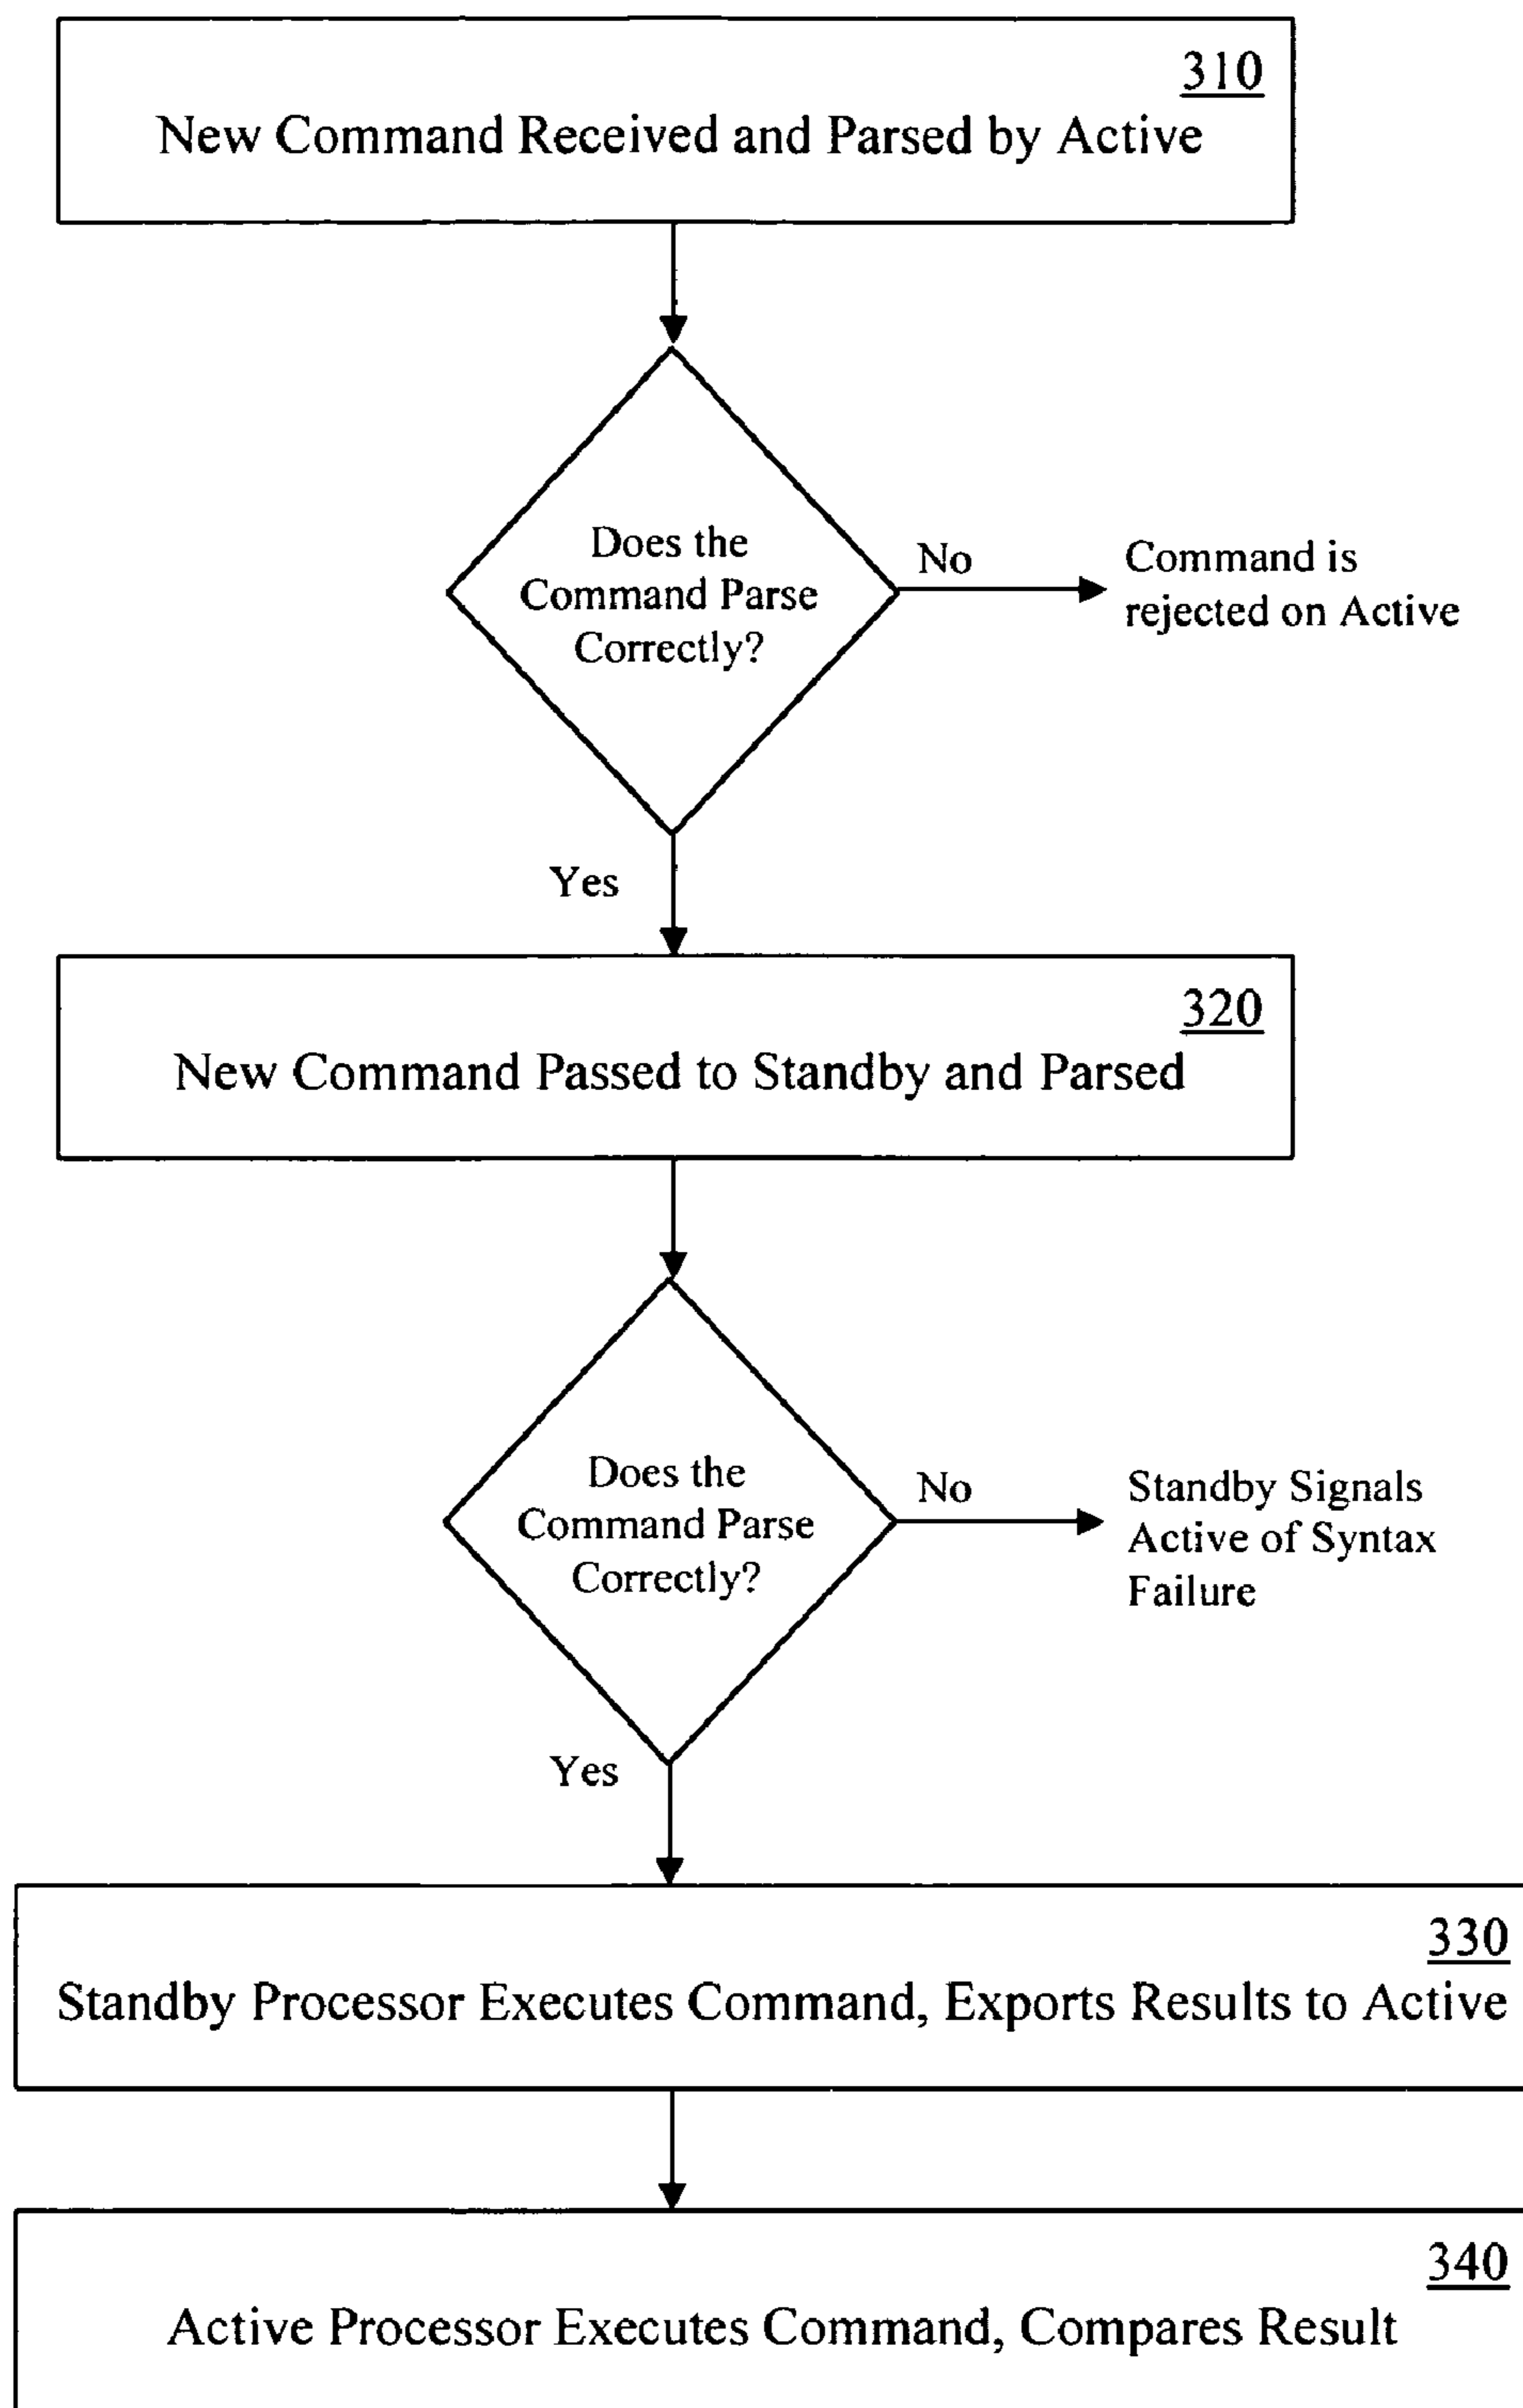 310
New Command Received and Parsed by Active
Does the
Command Parse
Correctly?
No
Command is
rejected on Active
Yes
320
New Command Passed to Standby and Parsed
Does the
Command Parse
Correctly?
No
Standby Signals
Active of Syntax
Failure
Yes
330
Standby Processor Executes Command, Exports Results to Active
340
Active Processor Executes Command, Compares Result